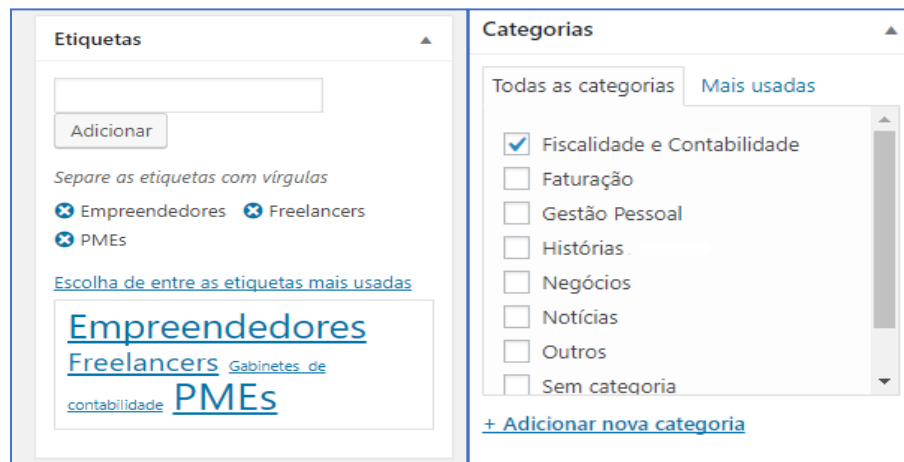 Etiquetas
Adicionar
Separe as etiquetas com vírgulas
Empreendedores Freelancers
PMEs
Escolha de entre as etiquetas mais usadas
Empreendedores
Freelancers Gabinetes de
contabilidade PMEs
Categorias
Todas as categorias Mais usadas
Fiscalidade e Contabilidade
Faturação
Gestão Pessoal
Histórias
Negócios
Notícias
Outros
Sem categoria
+ Adicionar nova categoria